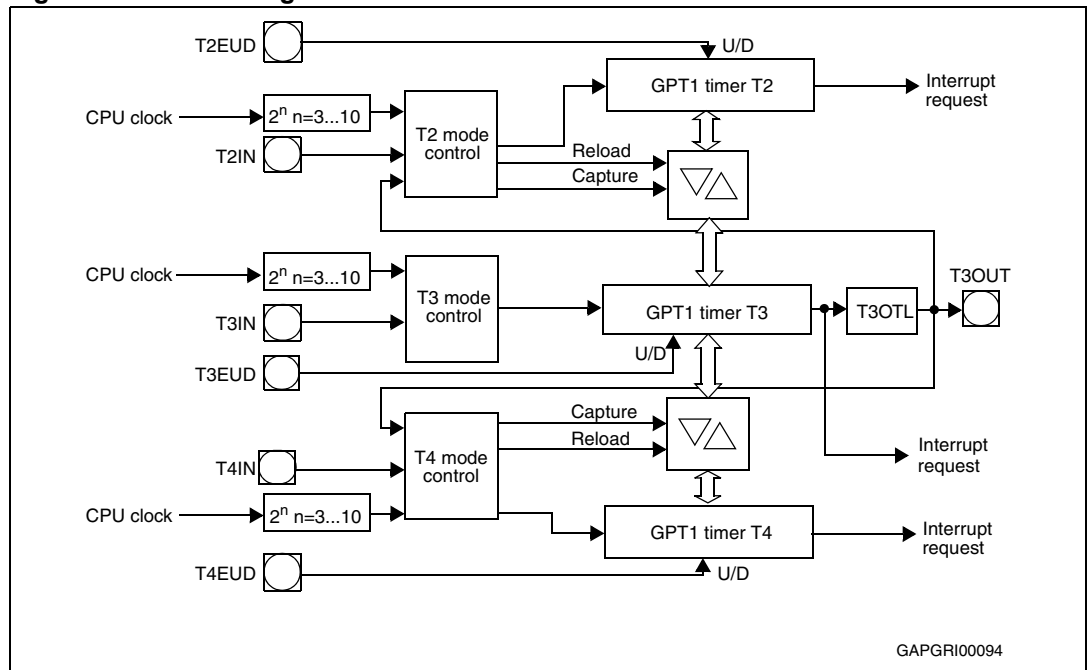 T2EUD
U/D
GPT1 timer T2
Interrupt
request
CPU clock
2ⁿ n=3...10
T2 mode
control
T2IN
Reload
Capture
CPU clock
2ⁿ n=3...10
T3 mode
control
T3IN
T3OUT
GPT1 timer T3
T3OTL
U/D
T3EUD
Capture
Reload
T4 mode
control
T4IN
Interrupt
request
CPU clock
2ⁿ n=3...10
GPT1 timer T4
Interrupt
request
T4EUD
U/D
GAPGRI00094